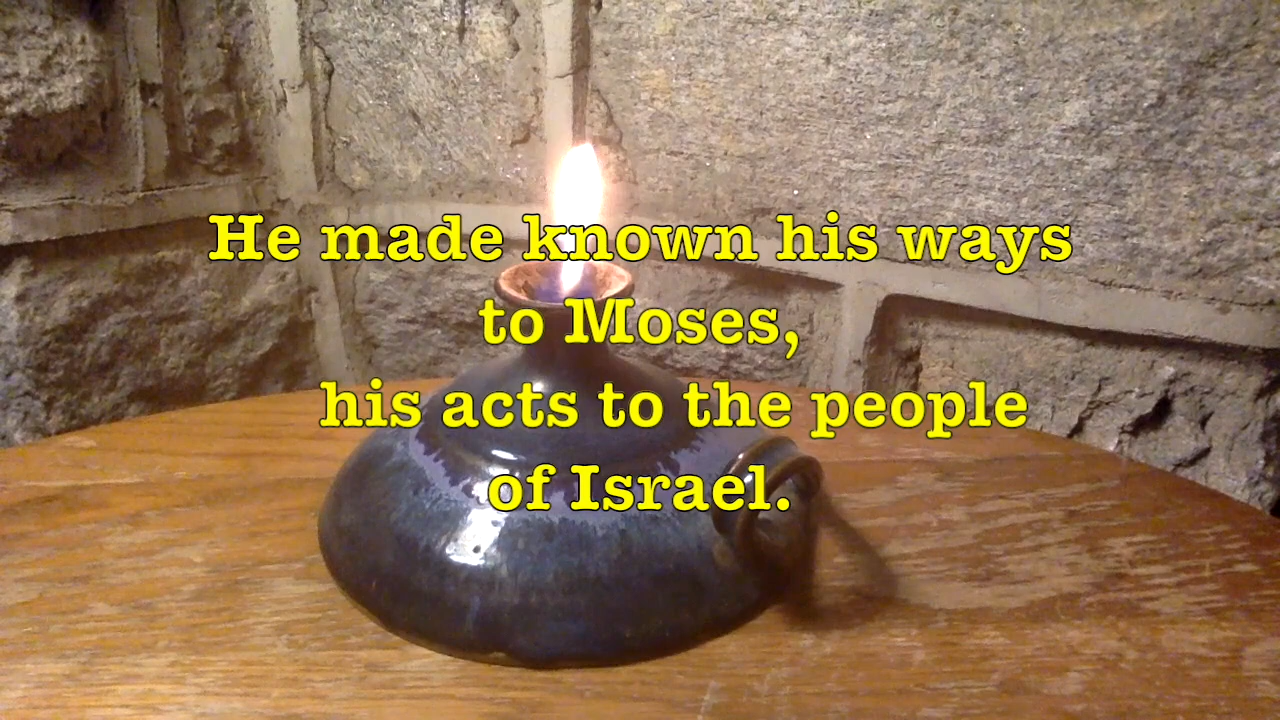 He made known his ways
to Moses,
his acts to the people
of Israel.